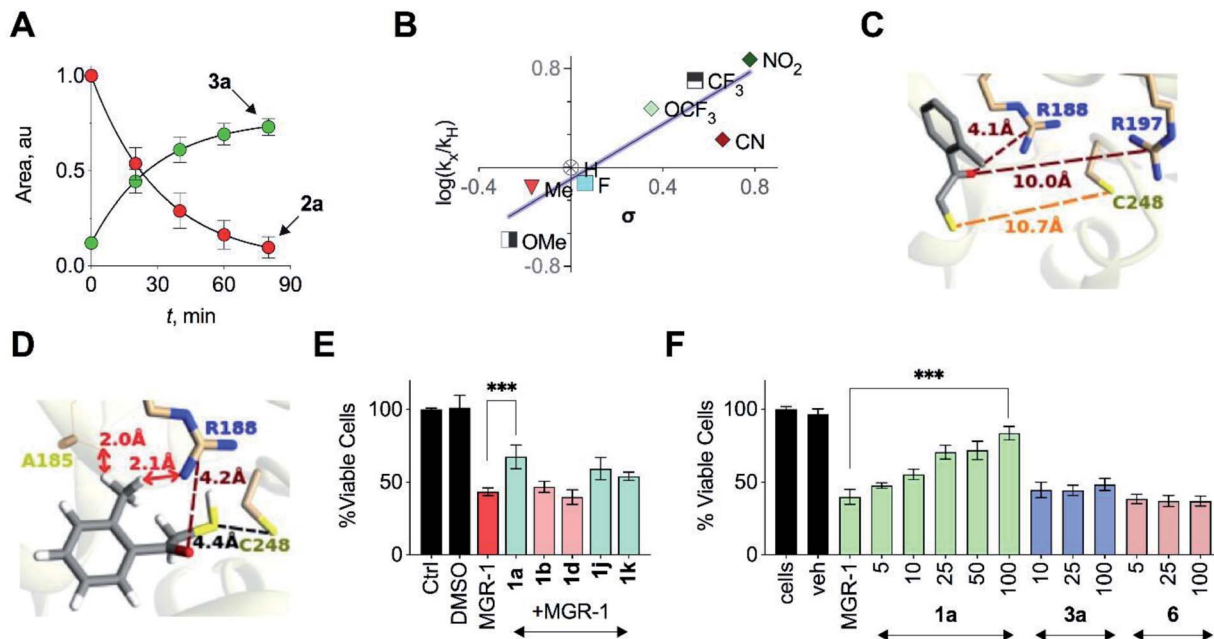 A
1.0
0.5
0.0
Area, au
3a
2a
0
30
60
90
t, min
B
0.8
log(kX/kH)
NO2
CF3
OCF3
CN
H
-0.4
Me
F
0.4
0.8
σ
OMe
-0.8
C
R188
R197
4.1Å
10.0Å
C248
10.7Å
D
2.0Å
R188
A185
2.1Å
4.2Å
4.4Å
C248
E
***
100
50
0
% Viable Cells
Ctrl
DMSO
MGR-1
1a
1b
1d
1j
1k
+MGR-1
F
***
100
50
0
% Viable Cells
cells
veh
MGR-1
5
10
25
50
100
10
25
100
5
25
100
1a
3a
6